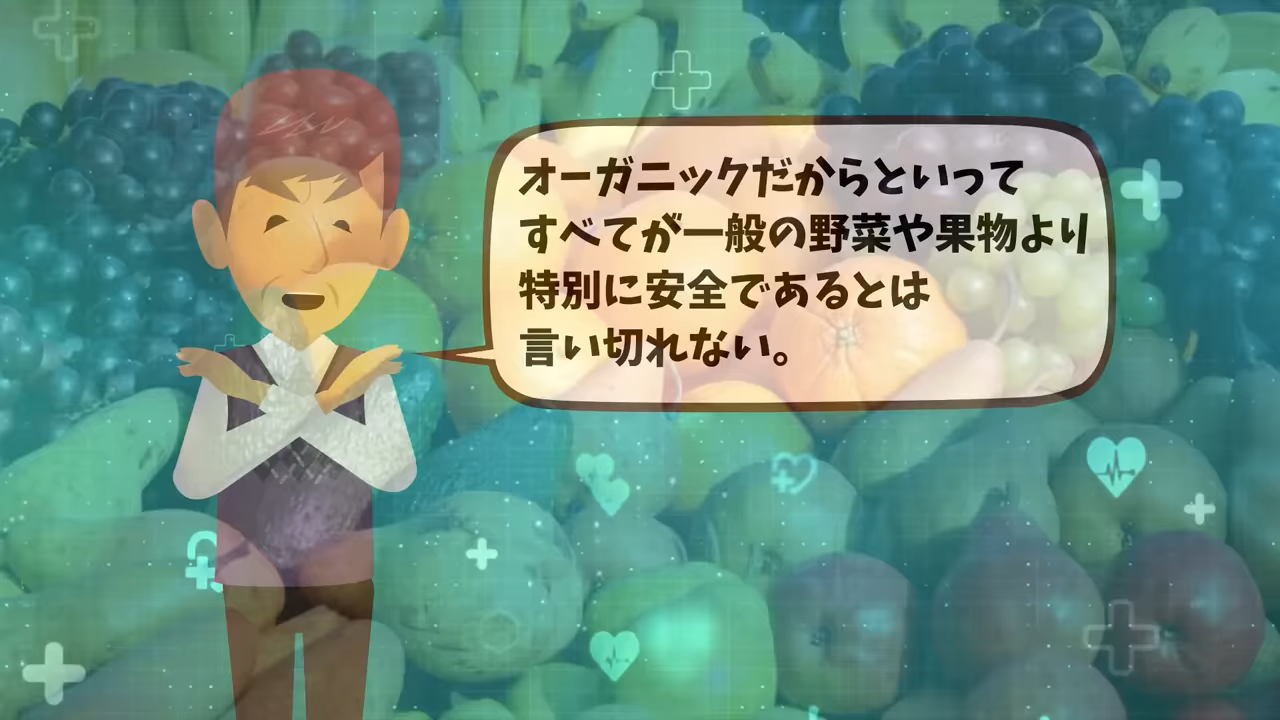 オーガニックだからといって
すべてが一般の野菜や果物より
特別に安全であるとは
言い切れない。